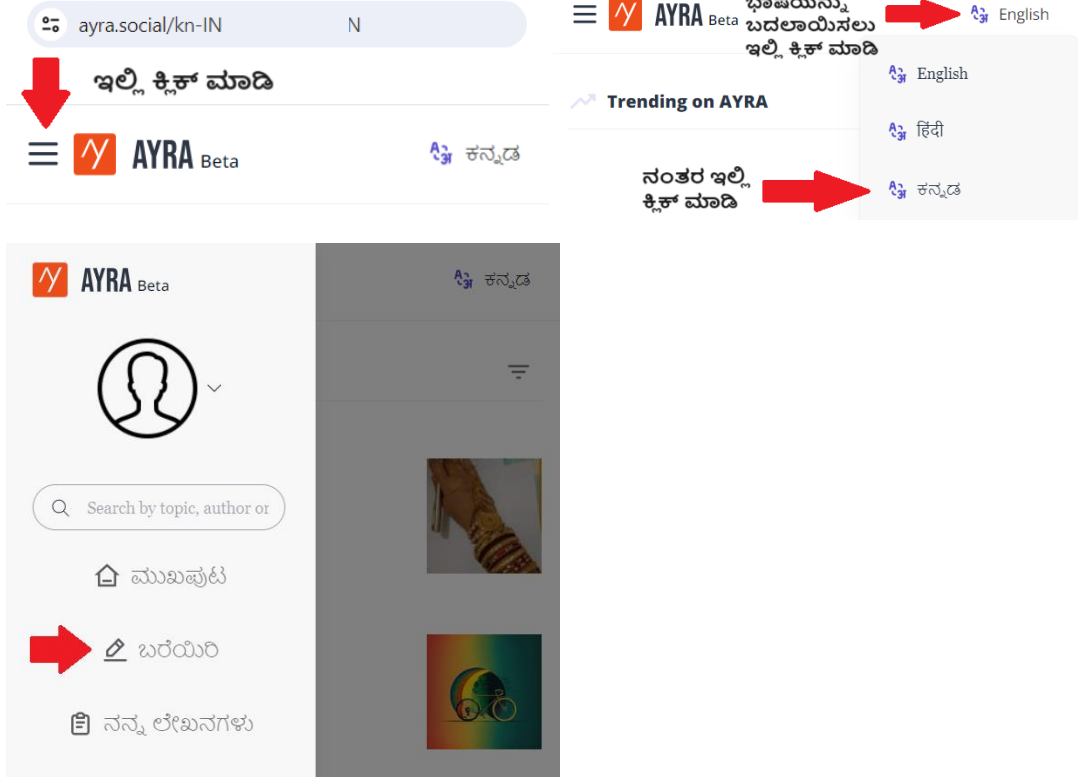 ayra.social/kn-IN N
ಇಲ್ಲಿ ಕ್ಲಿಕ್ ಮಾಡಿ
AYRA Beta
ಕನ್ನಡ
ಭಾಷೆಯನ್ನು
ಬದಲಾಯಿಸಲು
ಇಲ್ಲಿ ಕ್ಲಿಕ್ ಮಾಡಿ
AYRA Beta
English
English
हिंदी
ಕನ್ನಡ
Trending on AYRA
ನಂತರ ಇಲ್ಲಿ
ಕ್ಲಿಕ್ ಮಾಡಿ
AYRA Beta
ಕನ್ನಡ
Search by topic, author or
ಮುಖಪುಟ
ಬರೆಯಿರಿ
ನನ್ನ ಲೇಖನಗಳು